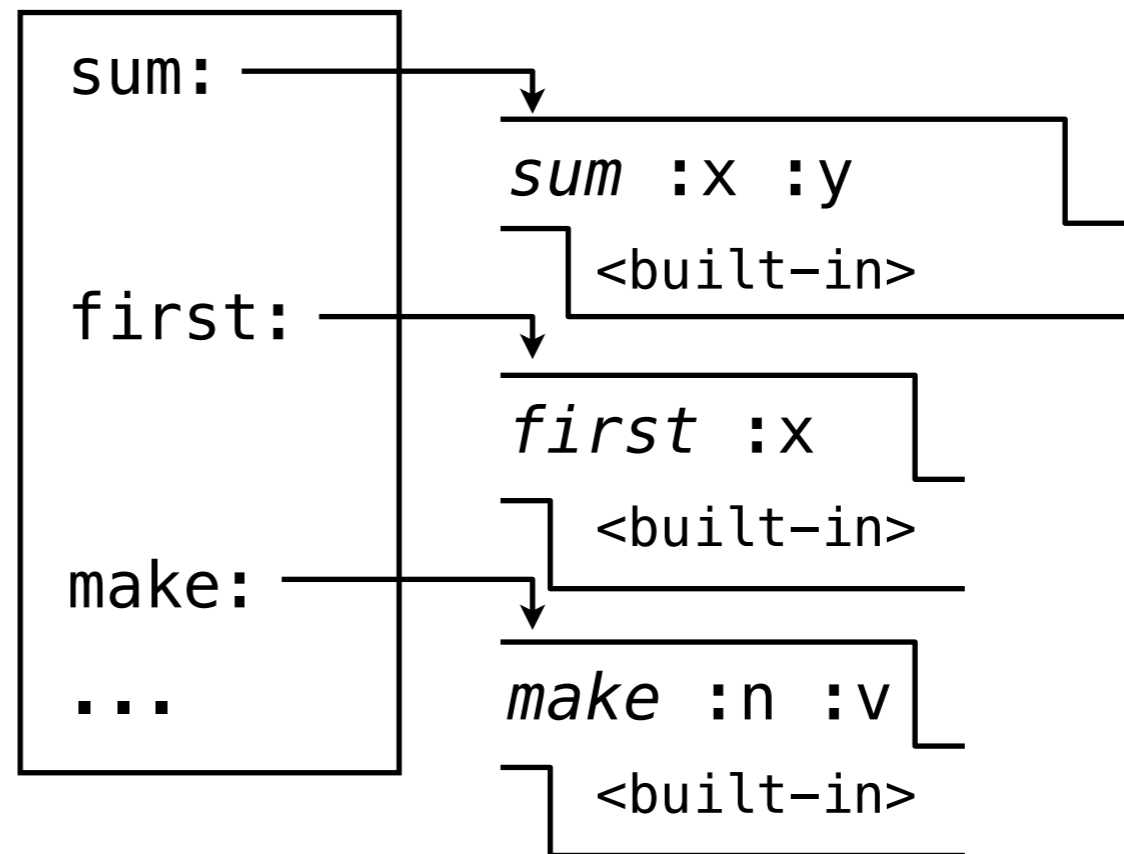 sum:
sum :x :y
<built-in>
first:
first :x
<built-in>
make:
make :n :v
...
<built-in>